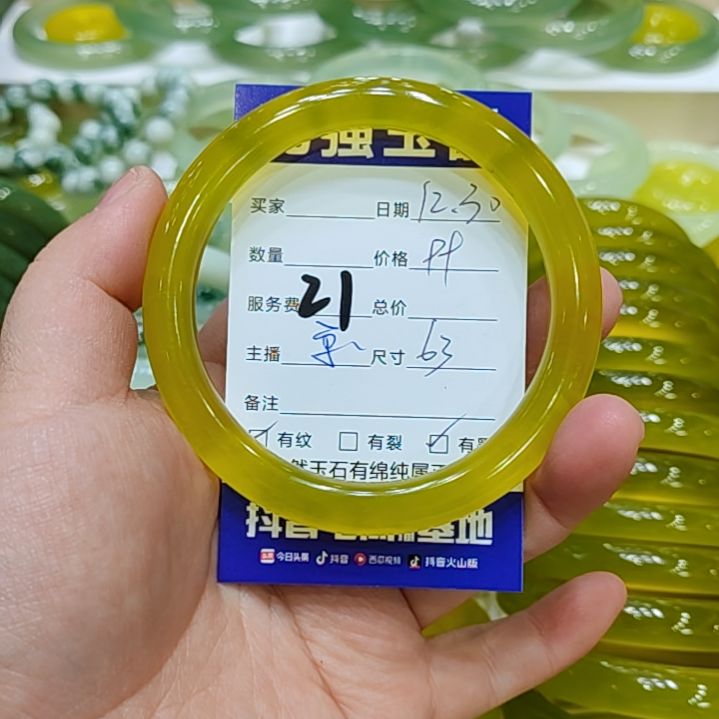 强玉
买家 日期 12.30
数量 价格
服务费 21 总价
主播 尺寸 63
备注
有纹 有裂 有
然玉石有绵纯属
抖音 基地
今日头条 抖音 西瓜视频 抖音火山版